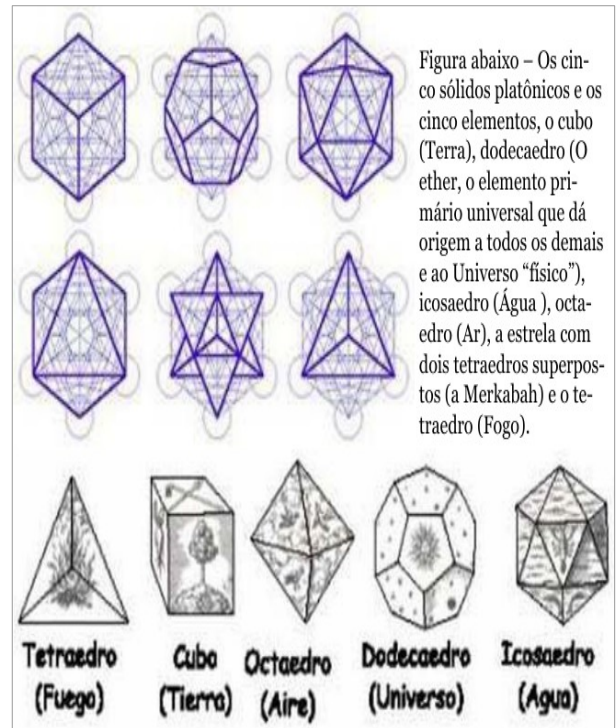 Figura abaixo – Os cin-
co sólidos platônicos e os
cinco elementos, o cubo
(Terra), dodecaedro (O
ether, o elemento pri-
mário universal que dá
origem a todos os demais
e ao Universo “físico”),
icosaedro (Água ), octa-
edro (Ar), a estrela com
dois tetraedros superpos-
tos (a Merkabah) e o te-
traedro (Fogo).
Tetraedro
(Fuego)
Cubo
(Tierra)
Octaedro
(Aire)
Dodecaedro
(Universo)
Icosaedro
(Agua)